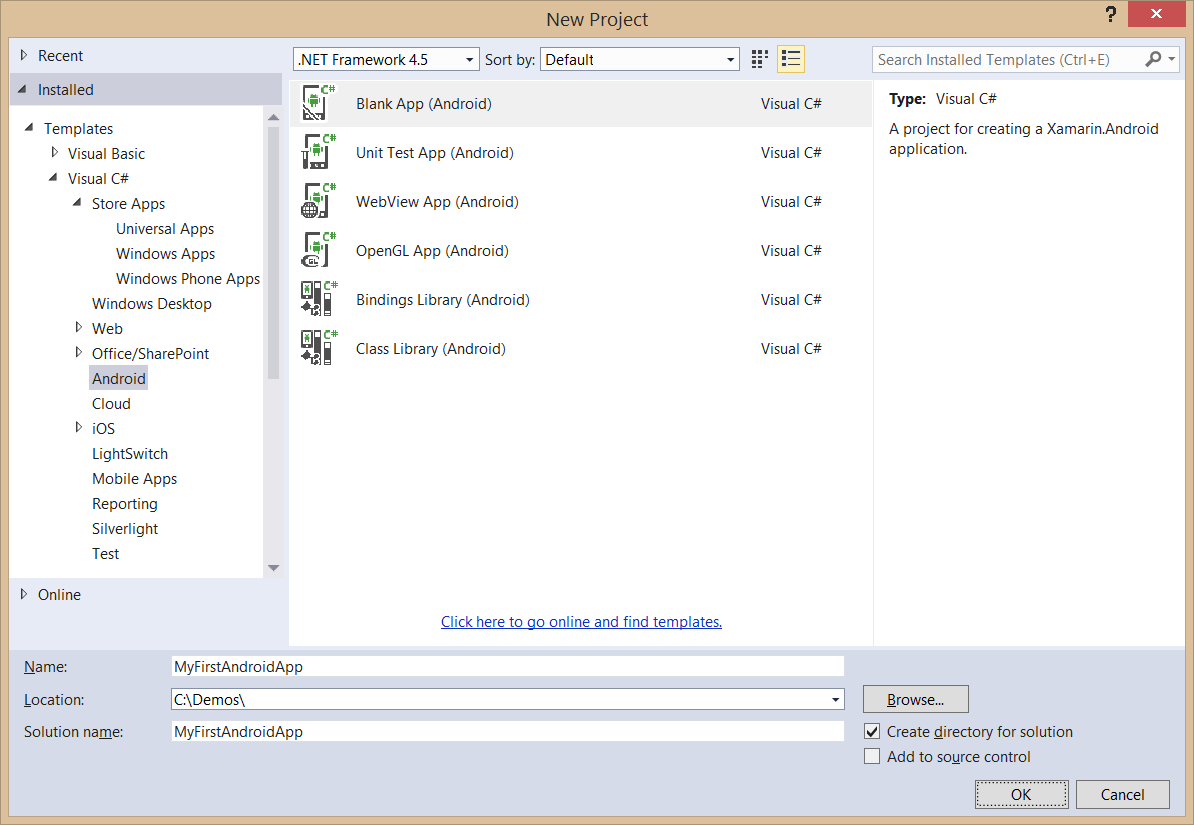 New Project
?
Recent
.NET Framework 4.5 Sort by: Default
Search Installed Templates (Ctrl+E)
Installed
Templates
Visual Basic
Visual C#
Store Apps
Universal Apps
Windows Apps
Windows Phone Apps
Windows Desktop
Web
Office/SharePoint
Android
Cloud
iOS
LightSwitch
Mobile Apps
Reporting
Silverlight
Test
Online
C# Blank App (Android) Visual C#
C# Unit Test App (Android) Visual C#
C# WebView App (Android) Visual C#
C# GL OpenGL App (Android) Visual C#
C# Bindings Library (Android) Visual C#
C# Class Library (Android) Visual C#
Click here to go online and find templates.
Type: Visual C#
A project for creating a Xamarin.Android
application.
Name: MyFirstAndroidApp
Location: C:\Demos\ Browse...
Solution name: MyFirstAndroidApp
Create directory for solution
Add to source control
OK Cancel